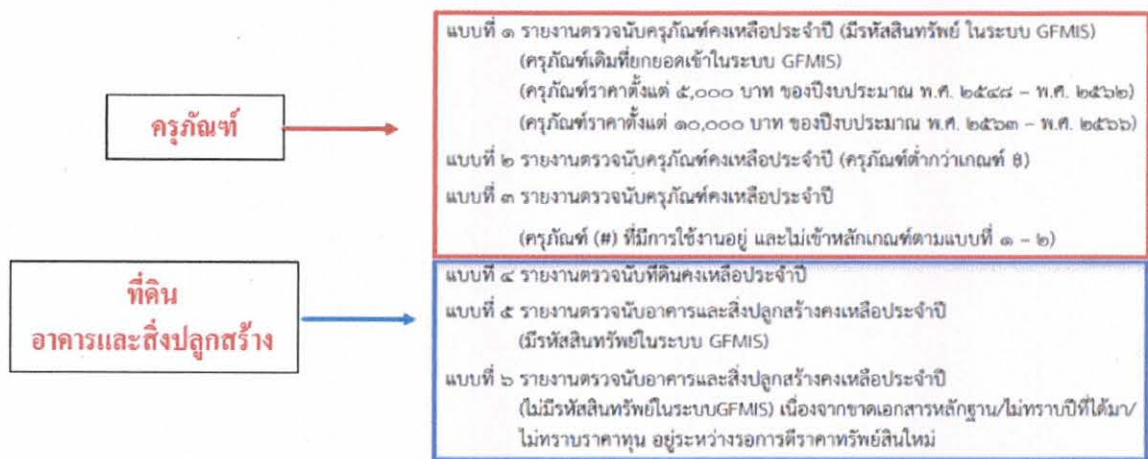 ครุภัณฑ์
แบบที่ ๑ รายงานตรวจนับครุภัณฑ์คงเหลือประจำปี (มีรหัสสินทรัพย์ ในระบบ GFMIS)
(ครุภัณฑ์เดิมที่ยกยอดเข้าในระบบ GFMIS)
(ครุภัณฑ์ราคาตั้งแต่ ๕,๐๐๐ บาท ของปีงบประมาณ พ.ศ. ๒๕๔๘ – พ.ศ. ๒๕๖๒)
(ครุภัณฑ์ราคาตั้งแต่ ๑๐,๐๐๐ บาท ของปีงบประมาณ พ.ศ. ๒๕๖๓ – พ.ศ. ๒๕๖๖)
แบบที่ ๒ รายงานตรวจนับครุภัณฑ์คงเหลือประจำปี (ครุภัณฑ์ต่ำกว่าเกณฑ์ ฿)
แบบที่ ๓ รายงานตรวจนับครุภัณฑ์คงเหลือประจำปี
(ครุภัณฑ์ (#) ที่มีการใช้งานอยู่ และไม่เข้าหลักเกณฑ์ตามแบบที่ ๑ – ๒)
ที่ดิน
อาคารและสิ่งปลูกสร้าง
แบบที่ ๔ รายงานตรวจนับที่ดินคงเหลือประจำปี
แบบที่ ๕ รายงานตรวจนับอาคารและสิ่งปลูกสร้างคงเหลือประจำปี
(มีรหัสสินทรัพย์ในระบบ GFMIS)
แบบที่ ๖ รายงานตรวจนับอาคารและสิ่งปลูกสร้างคงเหลือประจำปี
(ไม่มีรหัสสินทรัพย์ในระบบGFMIS) เนื่องจากขาดเอกสารหลักฐาน/ไม่ทราบปีที่ได้มา/
ไม่ทราบราคาทุน อยู่ระหว่างรอการตีราคาทรัพย์สินใหม่